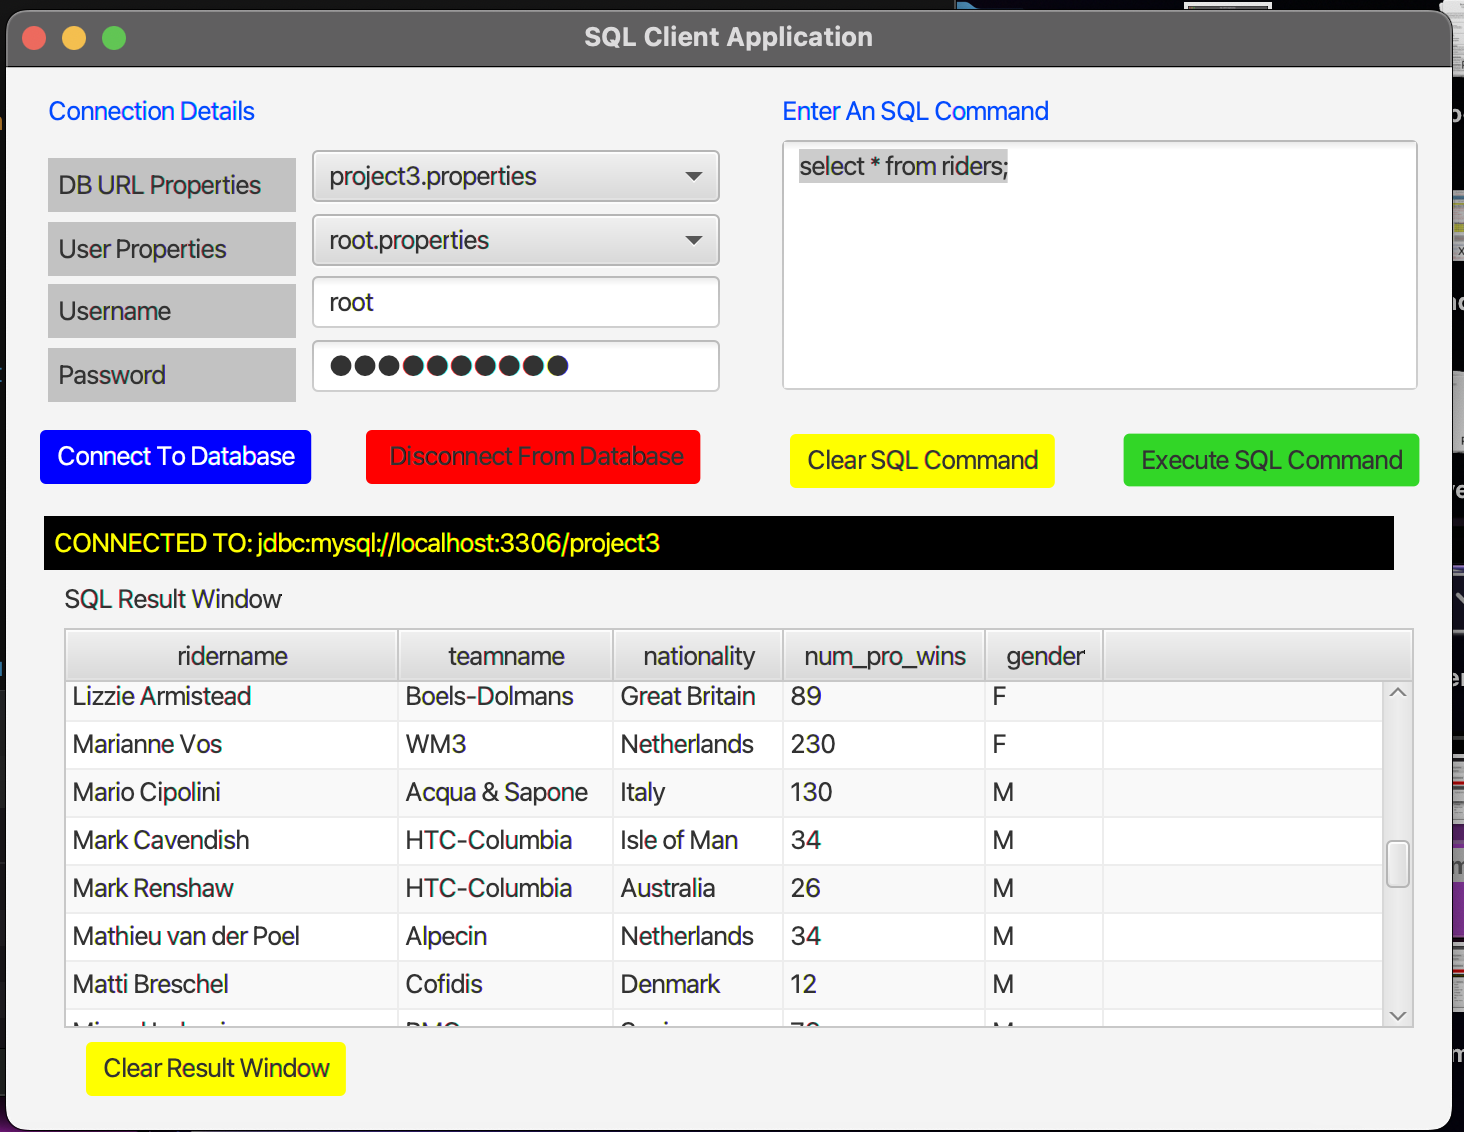 SQL Client Application
Connection Details
DB URL Properties project3.properties
User Properties root.properties
Username root
Password
Connect To Database Disconnect From Database
Enter An SQL Command
select * from riders;
Clear SQL Command Execute SQL Command
CONNECTED TO: jdbc:mysql://localhost:3306/project3
SQL Result Window
ridername teamname nationality num_pro_wins gender
Lizzie Armistead Boels-Dolmans Great Britain 89 F
Marianne Vos WM3 Netherlands 230 F
Mario Cipolini Acqua & Sapone Italy 130 M
Mark Cavendish HTC-Columbia Isle of Man 34 M
Mark Renshaw HTC-Columbia Australia 26 M
Mathieu van der Poel Alpecin Netherlands 34 M
Matti Breschel Cofidis Denmark 12 M
Clear Result Window